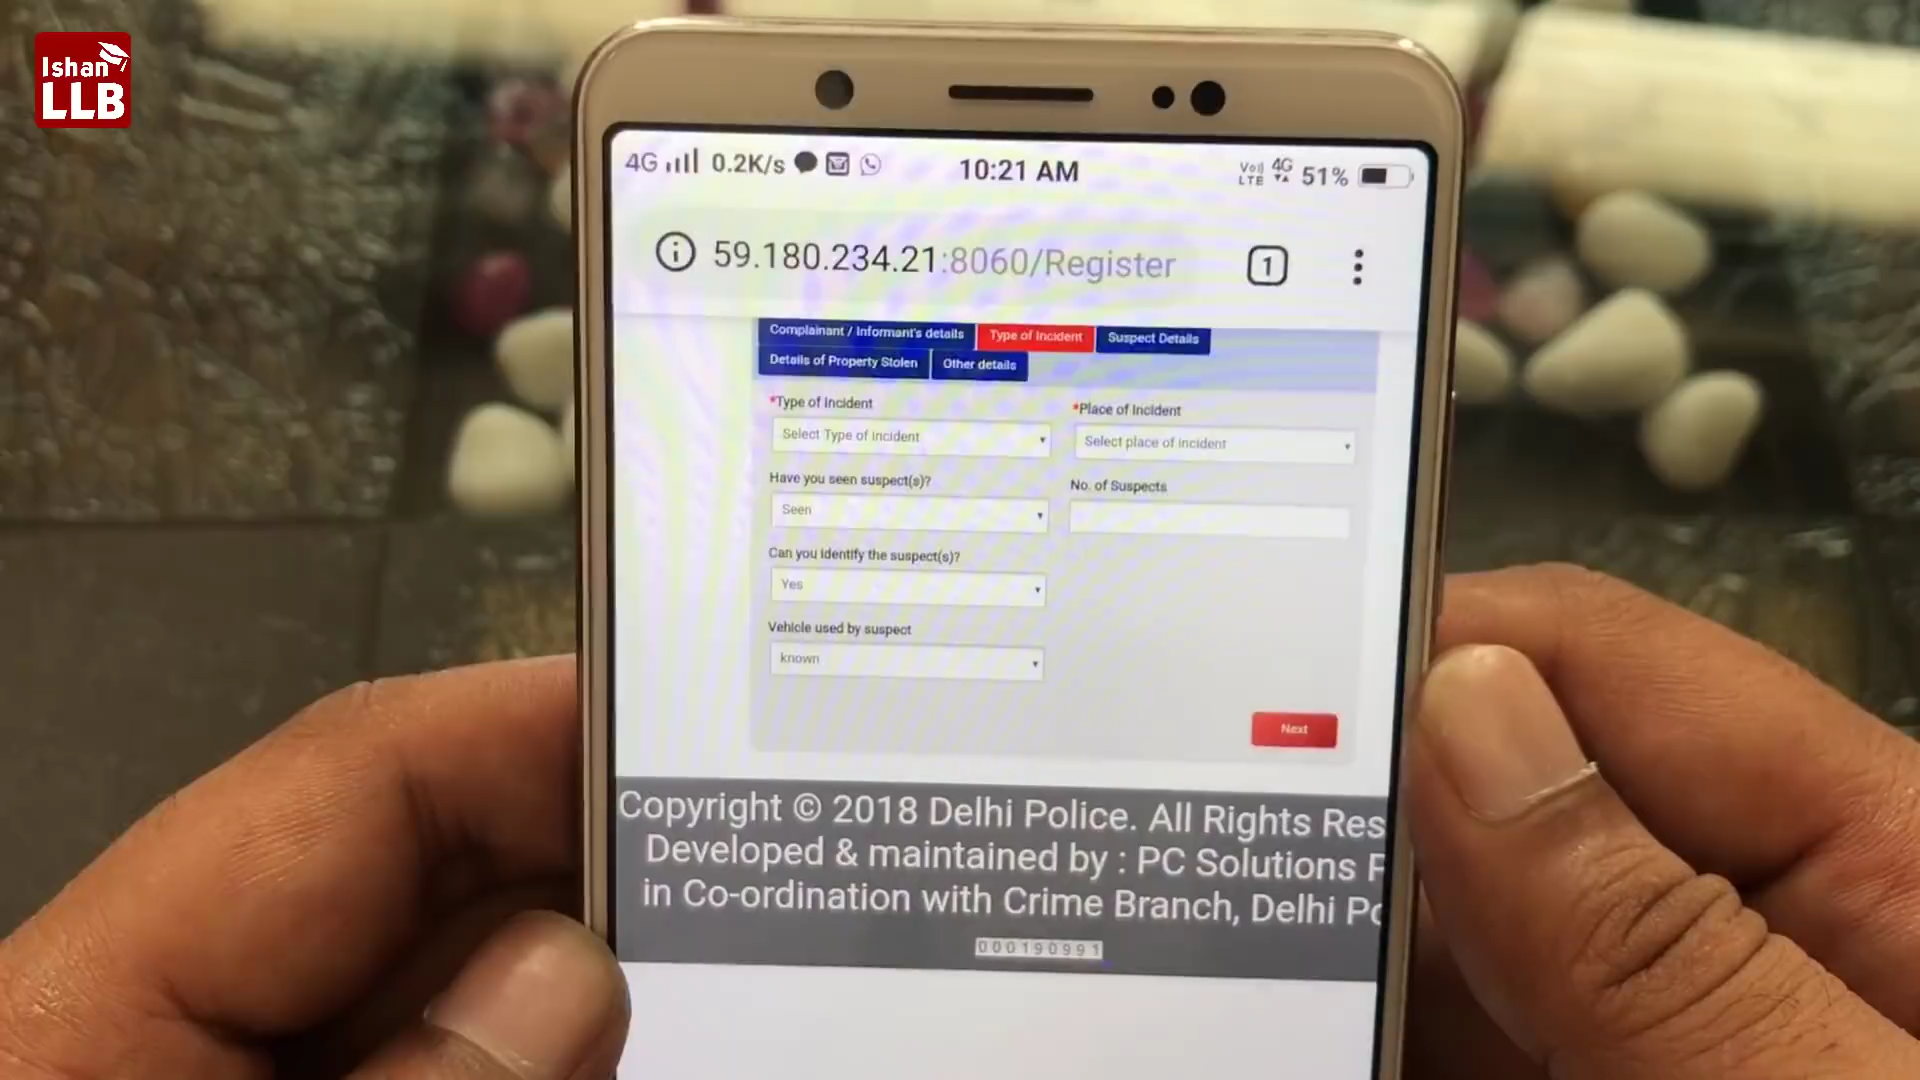 Ishan
LLB
4G 0.2K/s 10:21 AM VoLTE 4G 51%
59.180.234.21:8060/Register 1
Complainant / Informant's details Type of Incident Suspect Details
Details of Property Stolen Other details
*Type of Incident *Place of Incident
Select Type of incident Select place of incident
Have you seen suspect(s)? No. of Suspects
Seen
Can you identify the suspect(s)?
Yes
Vehicle used by suspect
known
Next
Copyright © 2018 Delhi Police. All Rights Res
Developed & maintained by : PC Solutions P
in Co-ordination with Crime Branch, Delhi Po
000190991